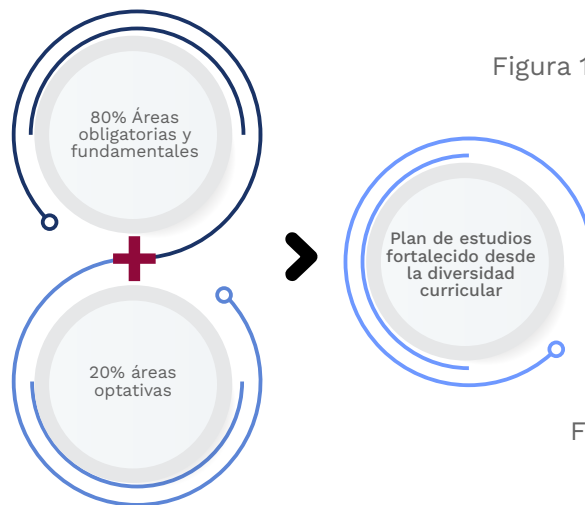 80% Áreas
obligatorias y
fundamentales
20% áreas
optativas
Figura 1
Plan de estudios
fortalecido desde
la diversidad
curricular
F